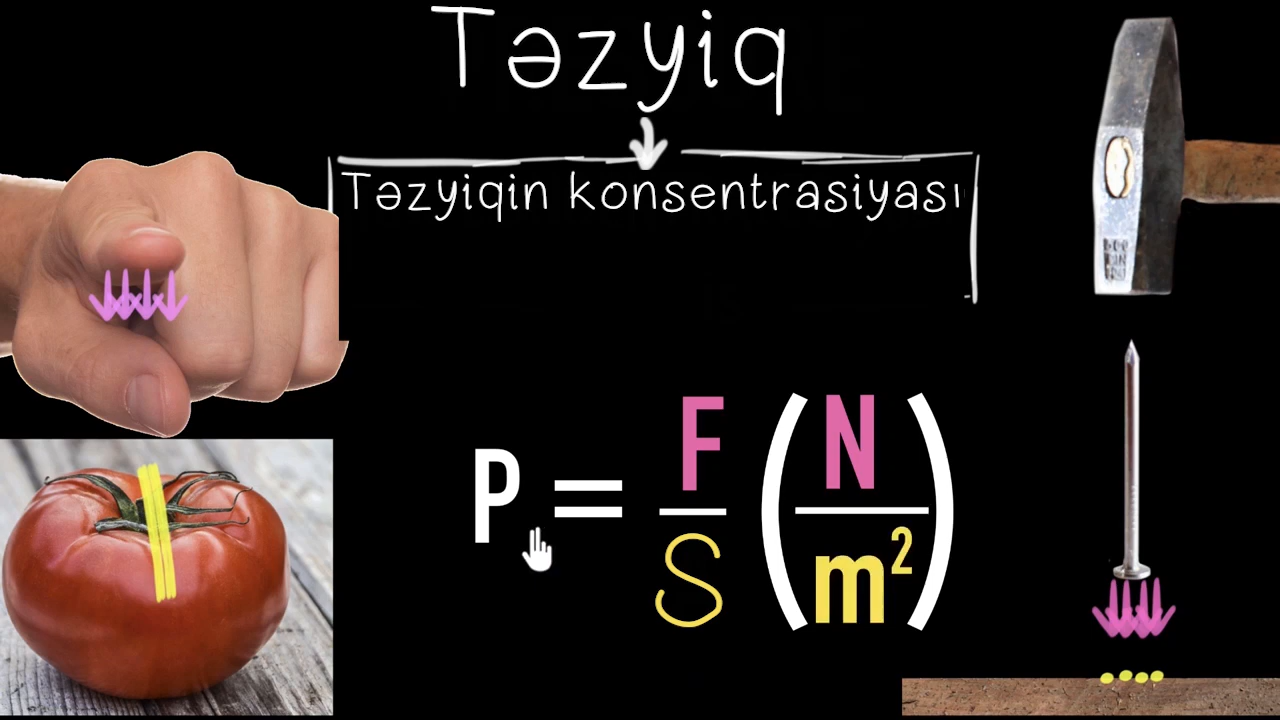 Təzyiq
Təzyiqin konsentrasiyası
P = F/S (N/m²)